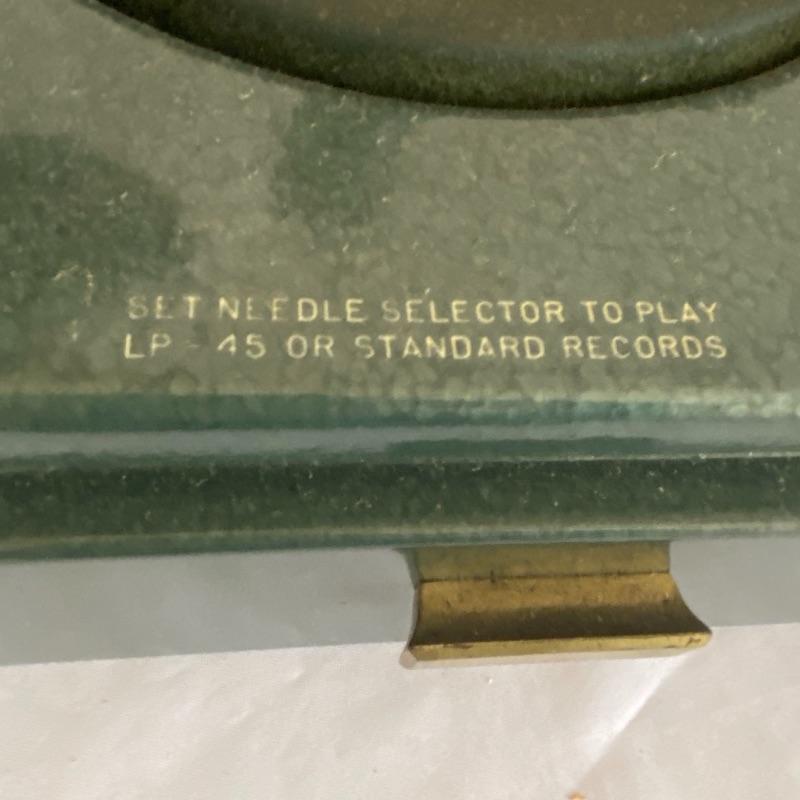 SET NEEDLE SELECTOR TO PLAY
LP - 45 OR STANDARD RECORDS